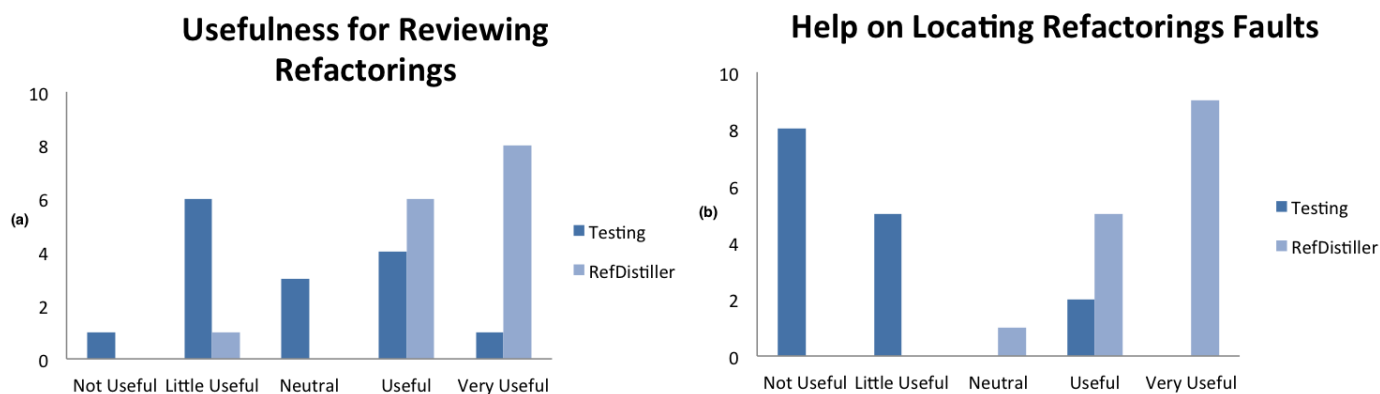 Usefulness for Reviewing
Refactorings
10
8
6
4
2
0
(a)
Not Useful Little Useful Neutral Useful Very Useful
Testing
RefDistiller
Help on Locating Refactorings Faults
10
8
6
4
2
0
(b)
Not Useful Little Useful Neutral Useful Very Useful
Testing
RefDistiller